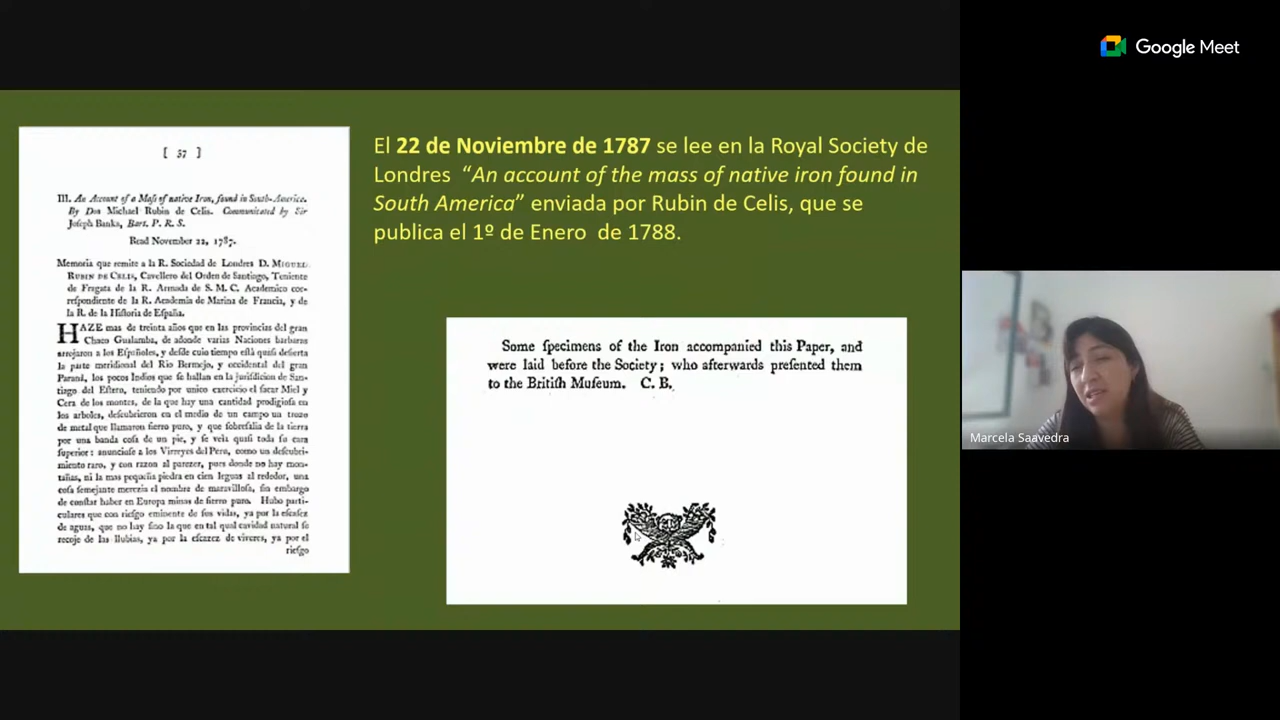 Google Meet
[ 57 ]
III. An Account of a Maſs of native Iron, found in South-America.
By Don Michael Rubin de Celis. Communicated by Sir
Joſeph Banks, Bart. P. R. S.
Read November 22, 1787.
Memoria que remite a la R. Sociedad de Londres D. MIGUEL
RUBIN DE CELIS, Cavellero del Orden de Santiago, Teniente
de Fragata de la R. Armada de S. M. C. Academico cor-
reſpondiente de la R. Academia de Marina de Francia, y de
la R. de la Hiſtoria de Eſpaña.
HAZE mas de treinta años que en las provincias del gran
Chaco Gualamba, de adonde varias Naciones barbaras
arrojaron a los Eſpñoles, y deſde cuio tiempo eſtá quaſi deſierta
la parte meridional del Rio Bermejo, y occidental del gran
Paraná, los pocos Indios que ſe hallan en la juriſdicion de San-
tiago del Eſtero, teniendo por unico exercicio el ſacar Miel y
Cera de los montes, de la que hay una cantidad prodigioſa en
los arboles, deſcubrieron en el medio de un campo un trozo
de metal que llamaron fierro puro, y que ſobreſalia de la tierra
por una banda coſa de un pie, y ſe veia quaſi toda ſu cara
ſuperior: anuncioſe a los Virreyes del Peru, como un deſcubri-
miento raro, y con razon al parezer, pues donde no hay mon-
tañas, ni la mas pequeña piedra en cien leguas al rededor, una
coſa ſemejante merezia el nombre de maravilloſa, ſin embargo
de conſtar haber en Europa minas de fierro puro. Hubo parti-
culares que con rieſgo eminente de ſus vidas, ya por la eſcaſez
de aguas, que no hay ſino la que en tal qual cavidad natural ſe
recoje de las llubias, ya por la eſcarez de viveres, ya por el
rieſgo
El 22 de Noviembre de 1787 se lee en la Royal Society de
Londres “An account of the mass of native iron found in
South America” enviada por Rubin de Celis, que se
publica el 1º de Enero de 1788.
Some ſpecimens of the Iron accompanied this Paper, and
were laid before the Society; who afterwards preſented them
to the Britiſh Muſeum. C. B.
Marcela Saavedra